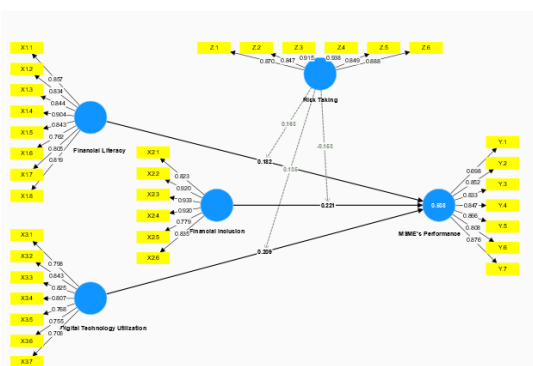 X1.1
X1.2
X1.3
X1.4
X1.5
X1.6
X1.7
X1.8
0.857
0.834
0.844
0.904
0.843
0.762
0.805
0.819
Financial Literacy
Z.1
Z.2
Z.3
Z.4
Z.5
Z.6
0.870
0.847
0.915
0.938
0.849
0.888
Risk Taking
X2.1
X2.2
X2.3
X2.4
X2.5
X2.6
0.823
0.920
0.933
0.920
0.779
0.835
Financial Inclusion
X3.1
X3.2
X3.3
X3.4
X3.5
X3.6
X3.7
0.798
0.843
0.825
0.807
0.768
0.755
0.708
Digital Technology Utilization
0.182
0.221
0.209
Y.1
Y.2
Y.3
Y.4
Y.5
Y.6
Y.7
0.698
0.852
0.833
0.847
0.866
0.808
0.876
MSME's Performance